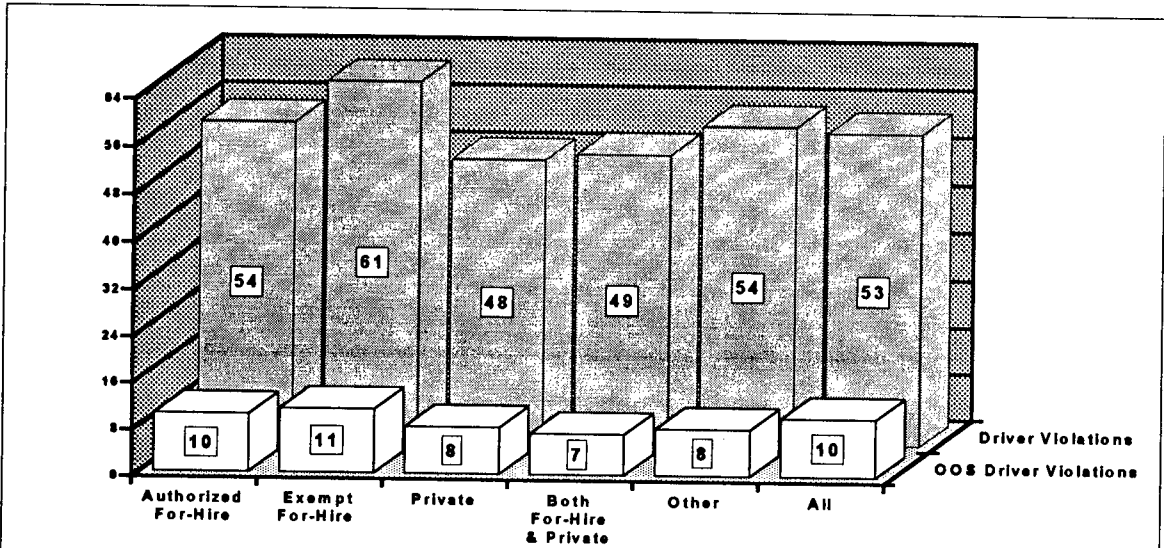 64
56
48
40
32
24
16
8
0
54
61
48
49
54
53
10
11
8
7
8
10
Driver Violations
OOS Driver Violations
Authorized
For-Hire
Exempt
For-Hire
Private
Both
For-Hire
& Private
Other
All